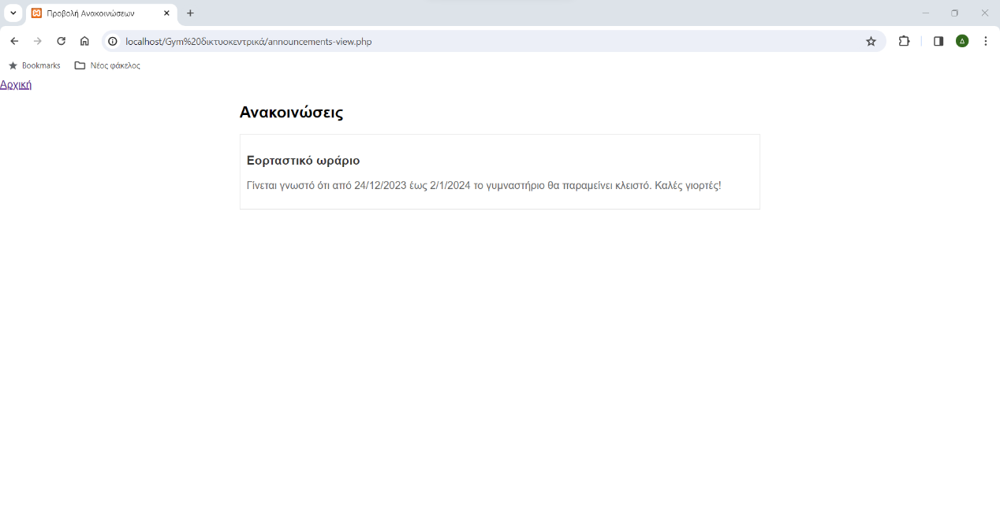 Προβολή Ανακοινώσεων
localhost/Gym%20δικτυοκεντρικά/announcements-view.php
Δ
Bookmarks Νέος φάκελος
Αρχική
Ανακοινώσεις
Εορταστικό ωράριο
Γίνεται γνωστό ότι από 24/12/2023 έως 2/1/2024 το γυμναστήριο θα παραμείνει κλειστό. Καλές γιορτές!